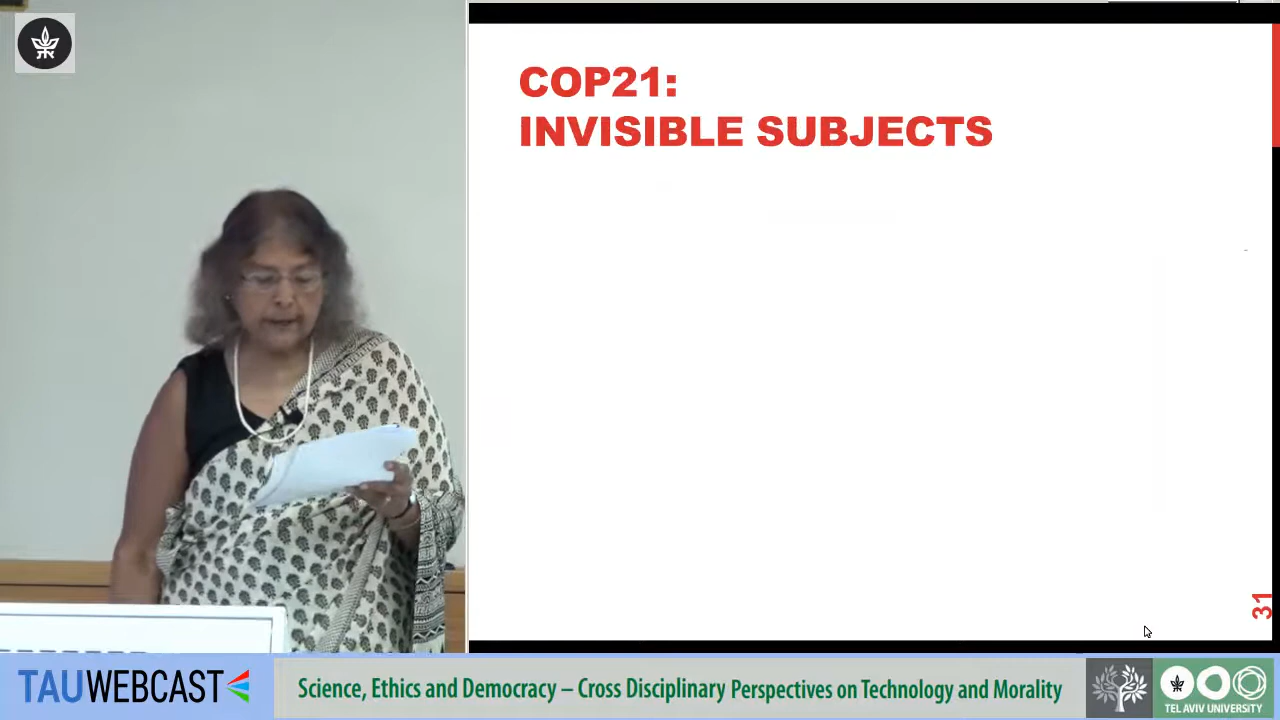 COP21:
INVISIBLE SUBJECTS
31
TAUWEBCAST
Science, Ethics and Democracy – Cross Disciplinary Perspectives on Technology and Morality
TEL AVIV UNIVERSITY